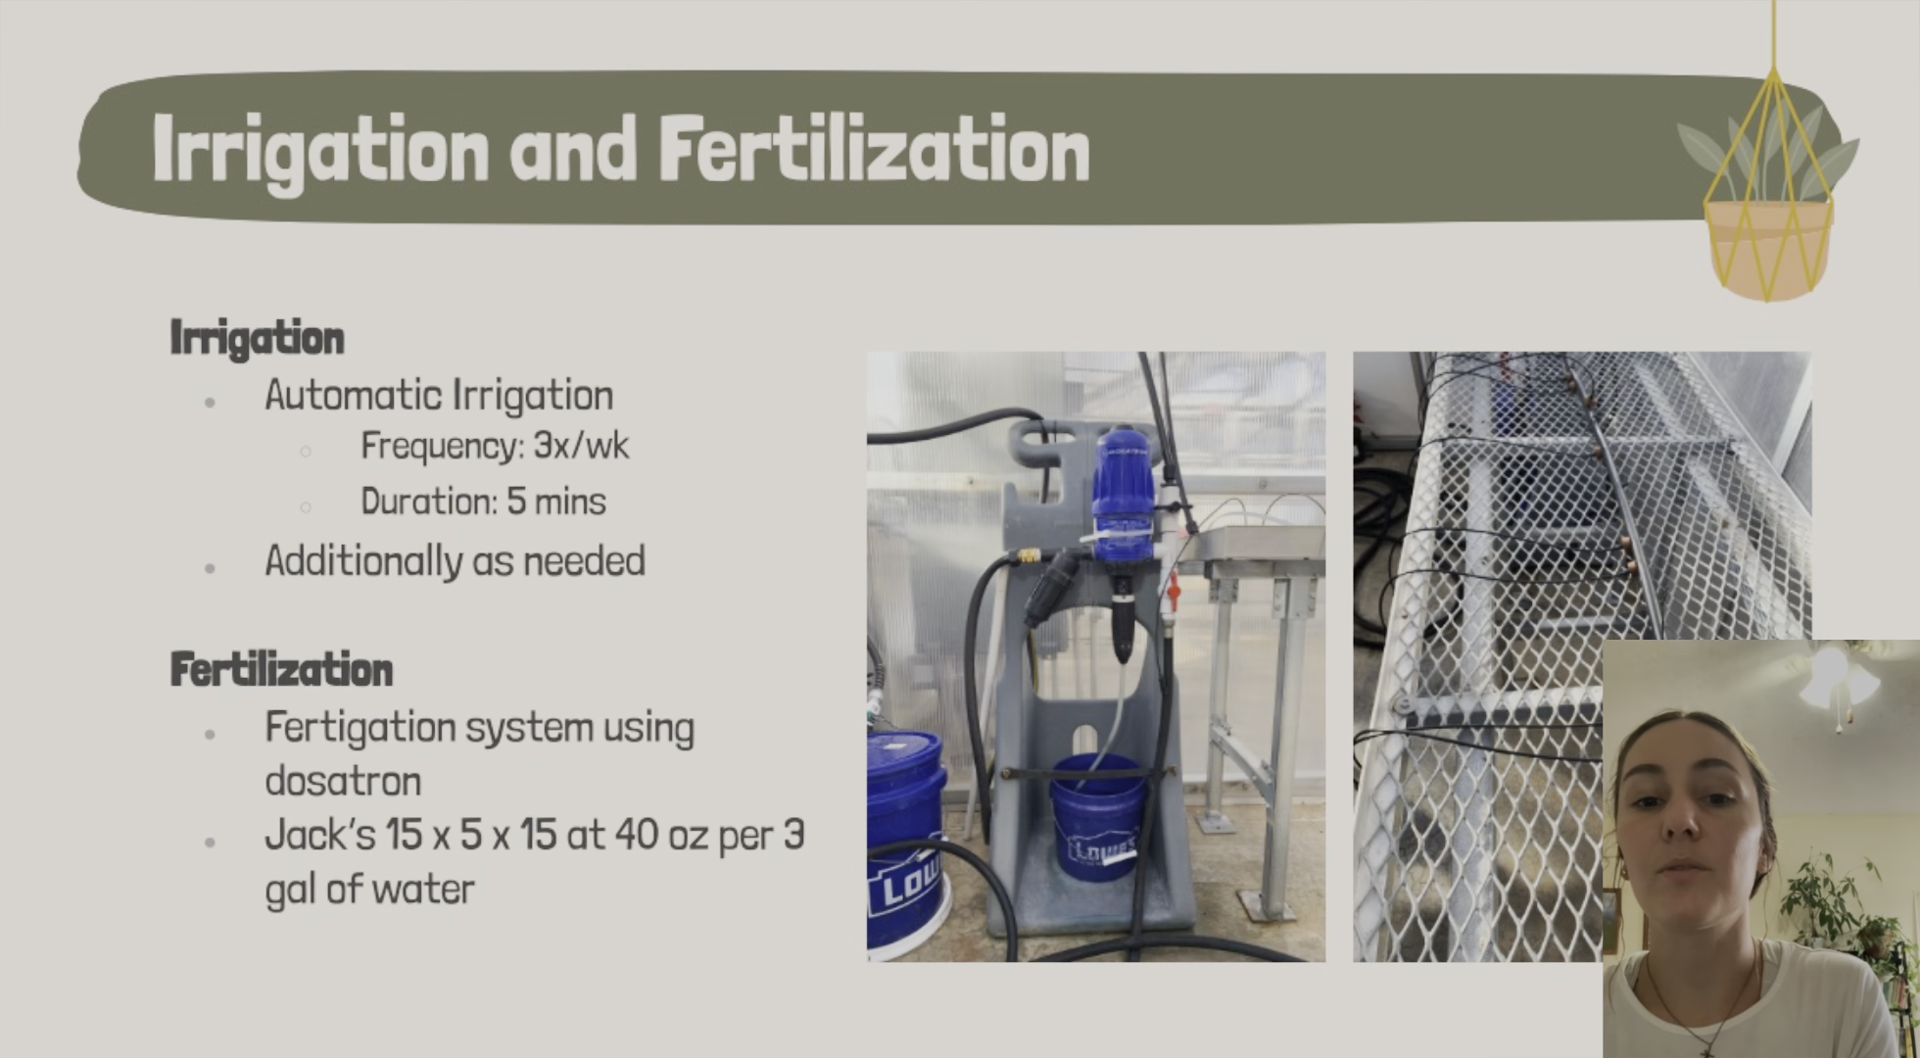 Irrigation and Fertilization
Irrigation
Automatic Irrigation
Frequency: 3x/wk
Duration: 5 mins
Additionally as needed
Fertilization
Fertigation system using
dosatron
Jack's 15 x 5 x 15 at 40 oz per 3
gal of water
LOW
LOWE'S